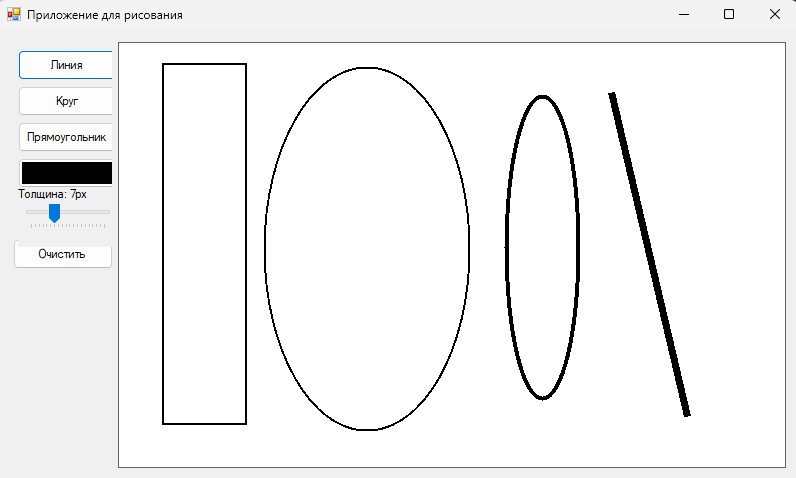 Приложение для рисования
Линия
Круг
Прямоугольник
Толщина: 7px
Очистить